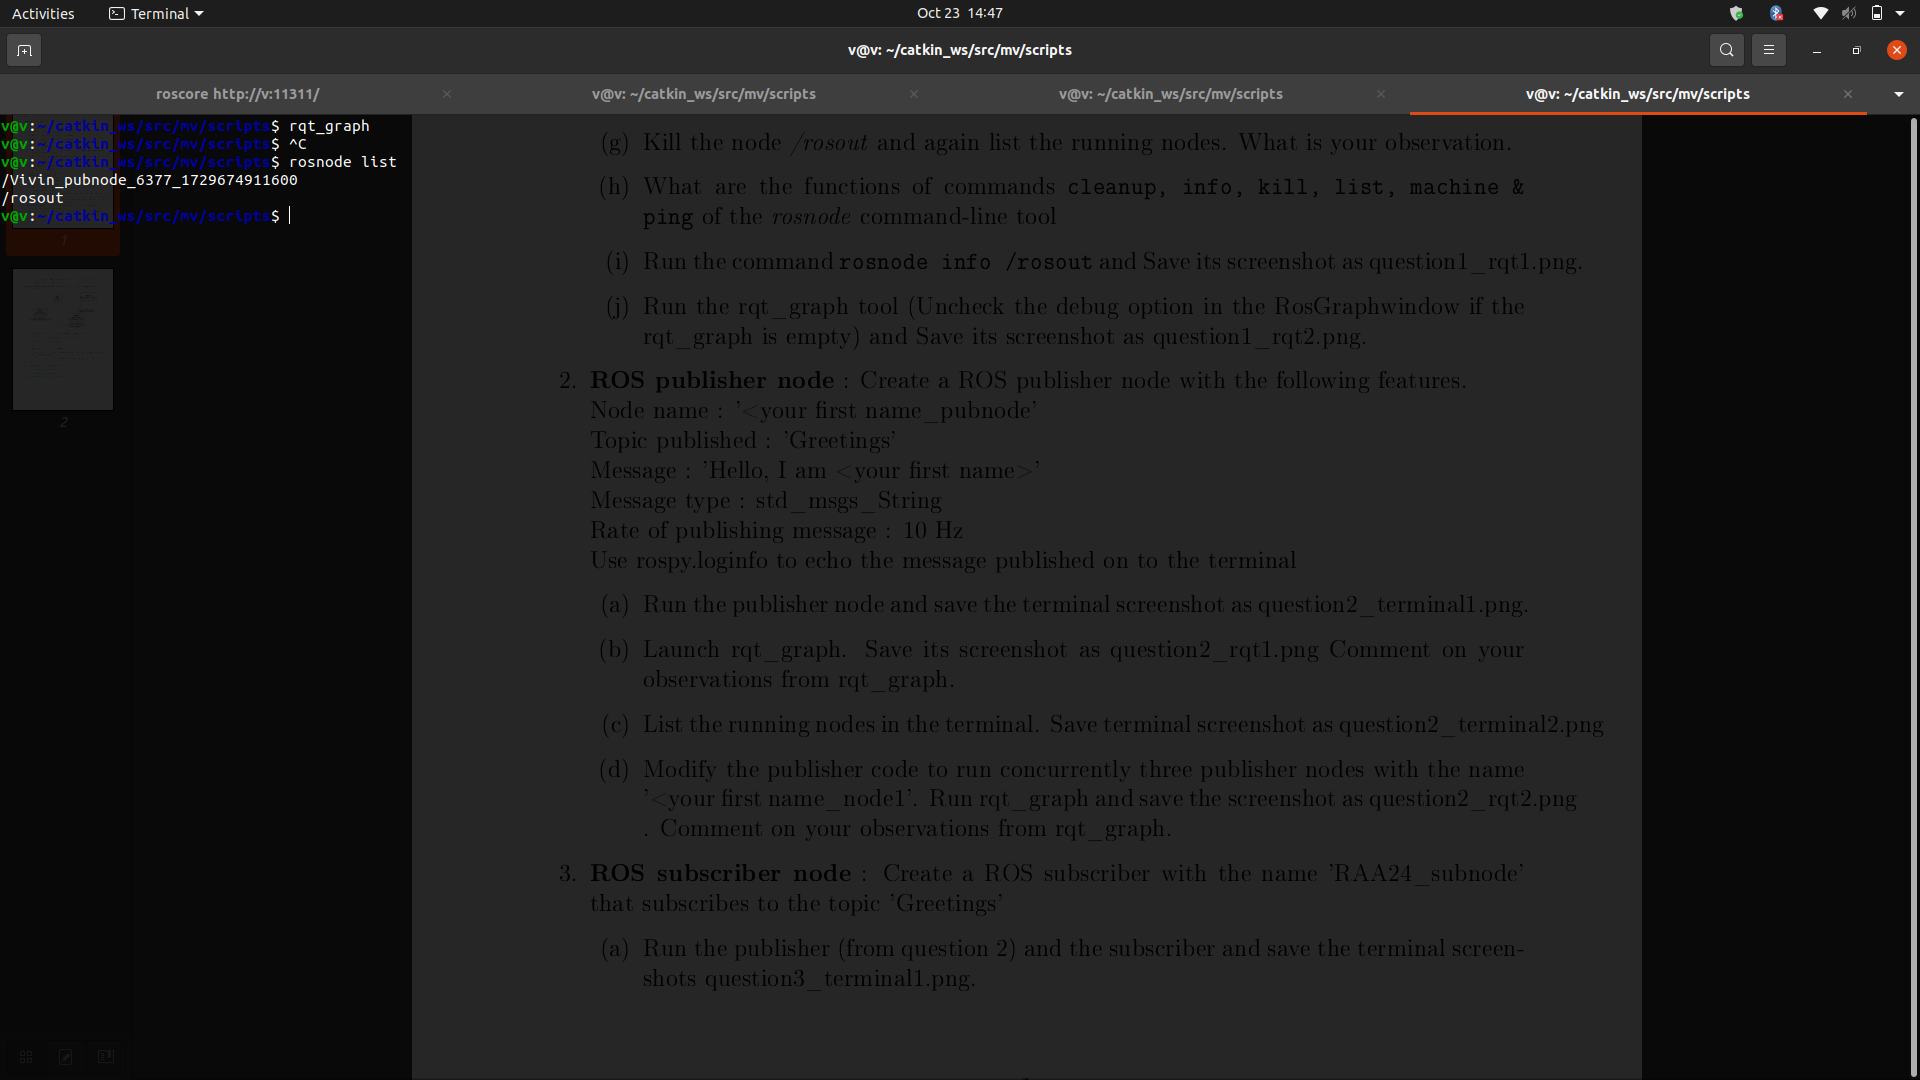 Activities
Terminal
Oct 23 14:47
v@v: ~/catkin_ws/src/mv/scripts
roscore http://v:11311/
v@v: ~/catkin_ws/src/mv/scripts
v@v: ~/catkin_ws/src/mv/scripts
v@v: ~/catkin_ws/src/mv/scripts
v@v:~/catkin_ws/src/mv/scripts$ rqt_graph
v@v:~/catkin_ws/src/mv/scripts$ ^C
v@v:~/catkin_ws/src/mv/scripts$ rosnode list
/Vivin_pubnode_6377_1729674911600
/rosout
v@v:~/catkin_ws/src/mv/scripts$
1
2
(g) Kill the node /rosout and again list the running nodes. What is your observation.
(h) What are the functions of commands cleanup, info, kill, list, machine &
ping of the rosnode command-line tool
(i) Run the command rosnode info /rosout and Save its screenshot as question1_rqt1.png.
(j) Run the rqt_graph tool (Uncheck the debug option in the RosGraphwindow if the
rqt_graph is empty) and Save its screenshot as question1_rqt2.png.
2. ROS publisher node : Create a ROS publisher node with the following features.
Node name : '<your first name_pubnode'
Topic published : 'Greetings'
Message : 'Hello, I am <your first name>'
Message type : std_msgs_String
Rate of publishing message : 10 Hz
Use rospy.loginfo to echo the message published on to the terminal
(a) Run the publisher node and save the terminal screenshot as question2_terminal1.png.
(b) Launch rqt_graph. Save its screenshot as question2_rqt1.png Comment on your
observations from rqt_graph.
(c) List the running nodes in the terminal. Save terminal screenshot as question2_terminal2.png
(d) Modify the publisher code to run concurrently three publisher nodes with the name
'<your first name_node1'. Run rqt_graph and save the screenshot as question2_rqt2.png
. Comment on your observations from rqt_graph.
3. ROS subscriber node : Create a ROS subscriber with the name 'RAA24_subnode'
that subscribes to the topic 'Greetings'
(a) Run the publisher (from question 2) and the subscriber and save the terminal screen-
shots question3_terminal1.png.